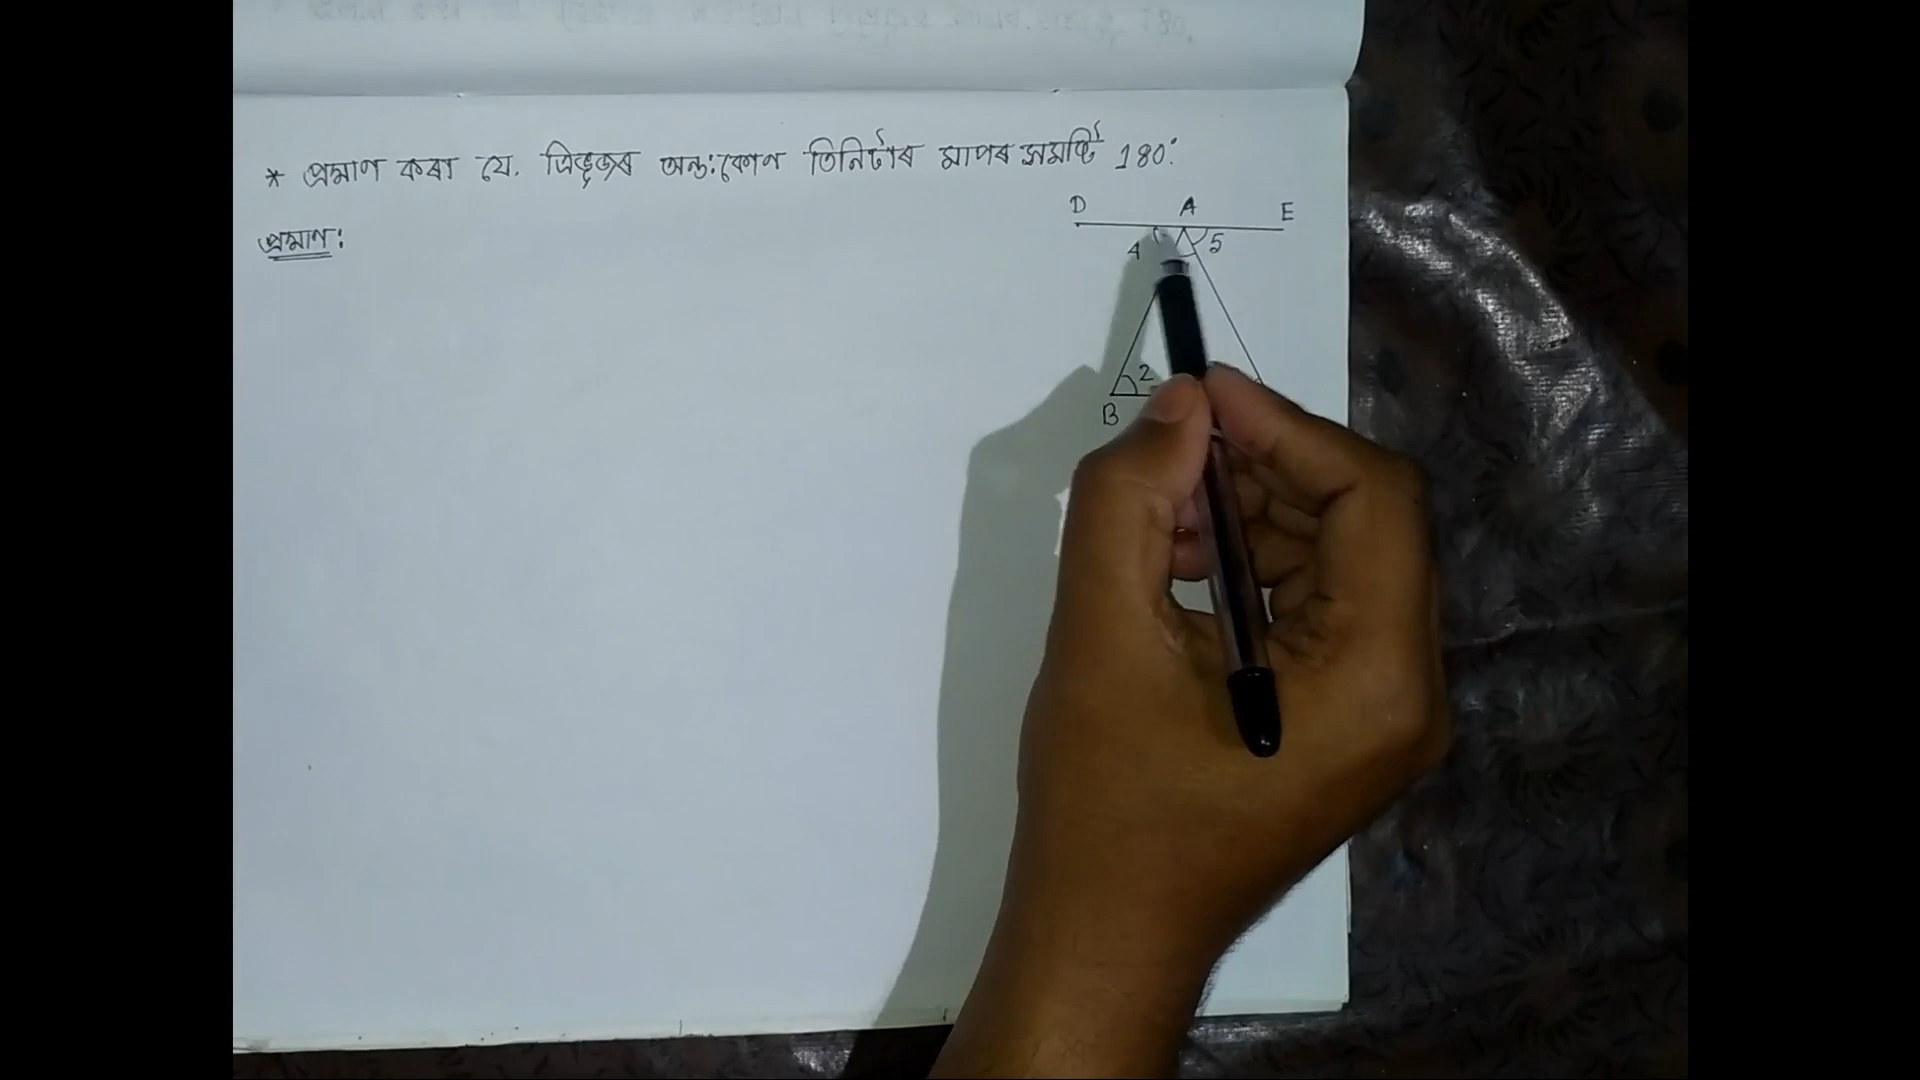 * প্ৰমাণ কৰা যে. ত্ৰিভূজৰ অন্ত:কোণ তিনিটাৰ মাপৰ সমষ্টি 180°
প্ৰমাণ:
D A E
4 5
2
B